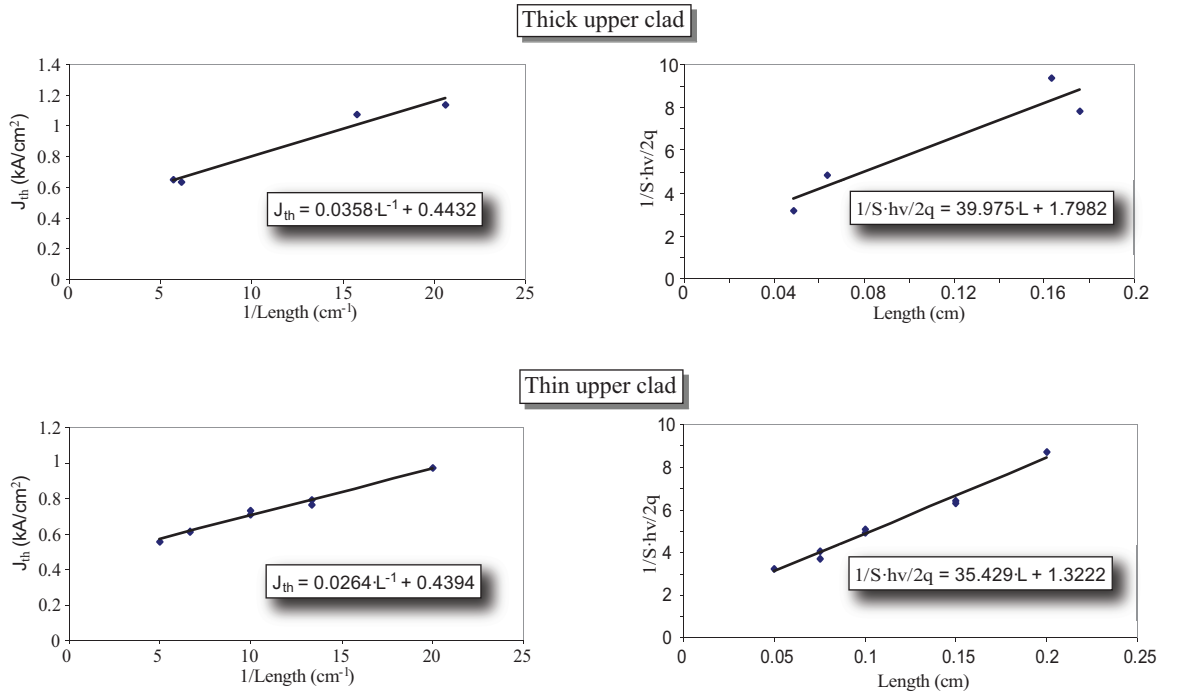 Thick upper clad
Jth (kA/cm2)
1.4
1.2
1
0.8
0.6
0.4
0.2
0
Jth = 0.0358·L-1 + 0.4432
0 5 10 15 20 25
1/Length (cm-1)
1/S·hν/2q
10
8
6
4
2
0
1/S·hν/2q = 39.975·L + 1.7982
0 0.04 0.08 0.12 0.16 0.2
Length (cm)
Thin upper clad
Jth (kA/cm2)
1.2
1
0.8
0.6
0.4
0.2
0
Jth = 0.0264·L-1 + 0.4394
0 5 10 15 20 25
1/Length (cm-1)
1/S·hν/2q
10
8
6
4
2
0
1/S·hν/2q = 35.429·L + 1.3222
0 0.05 0.1 0.15 0.2 0.25
Length (cm)